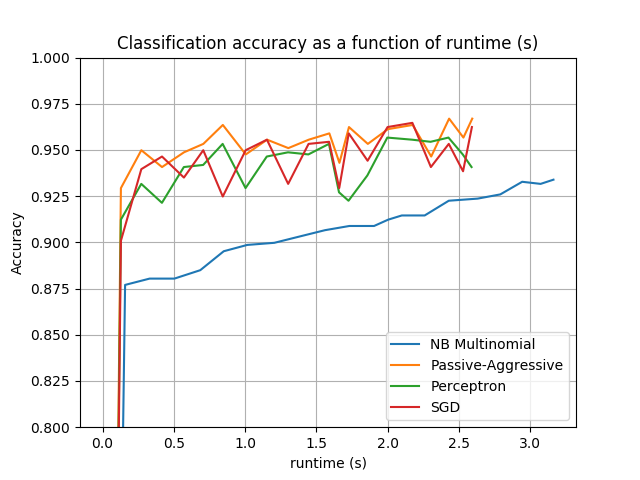 Classification accuracy as a function of runtime (s)
1.000
0.975
0.950
0.925
0.900
0.875
0.850
0.825
0.800
Accuracy
NB Multinomial
Passive-Aggressive
Perceptron
SGD
0.0 0.5 1.0 1.5 2.0 2.5 3.0
runtime (s)